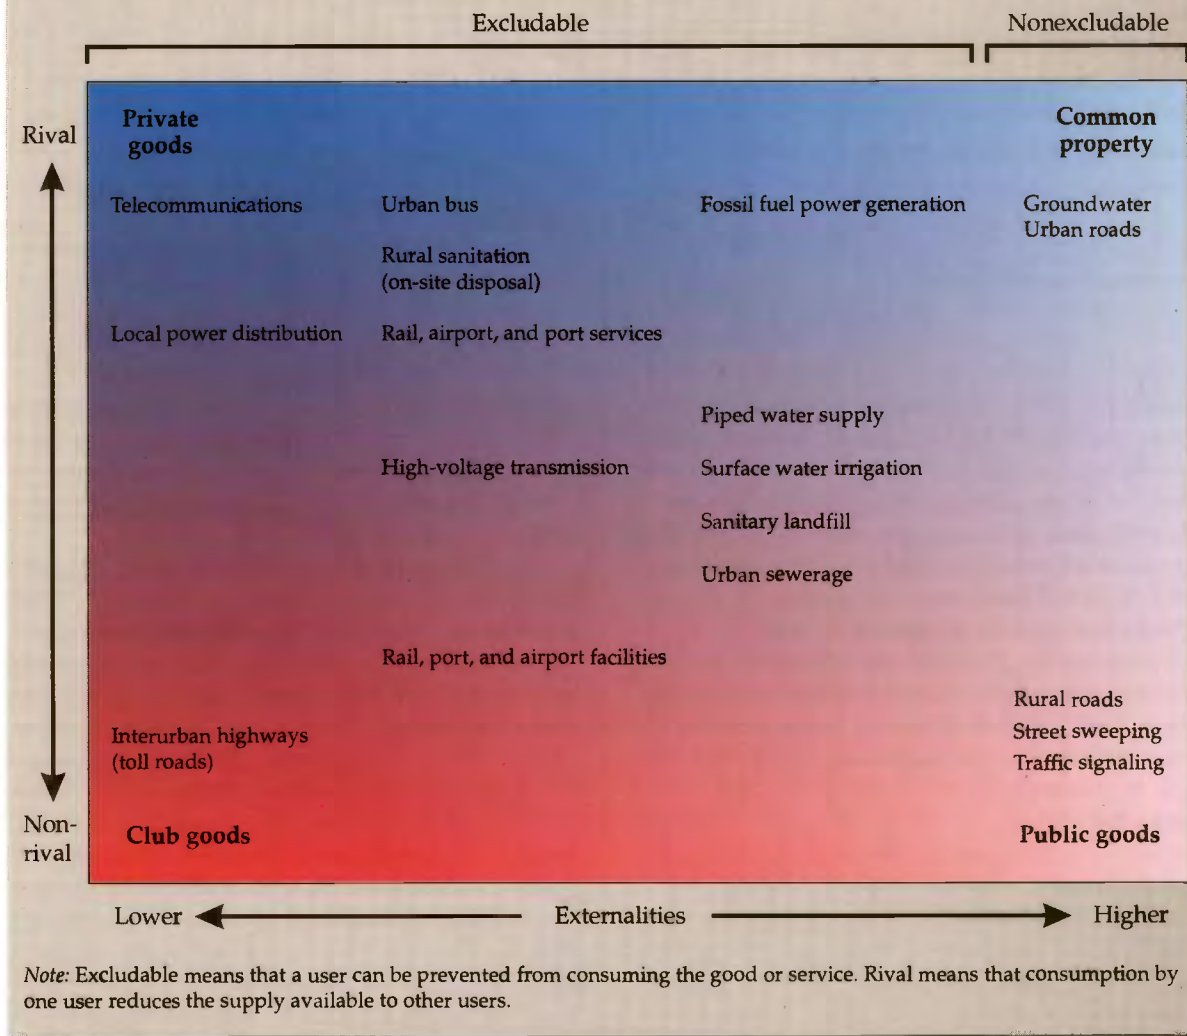 Excludable Nonexcludable
Rival
Private goods
Common property
Telecommunications Urban bus Fossil fuel power generation Groundwater
Urban roads
Rural sanitation
(on-site disposal)
Local power distribution Rail, airport, and port services
Piped water supply
High-voltage transmission Surface water irrigation
Sanitary landfill
Urban sewerage
Rail, port, and airport facilities
Rural roads
Interurban highways Street sweeping
(toll roads) Traffic signaling
Non-
rival
Club goods Public goods
Lower Externalities Higher
Note: Excludable means that a user can be prevented from consuming the good or service. Rival means that consumption by
one user reduces the supply available to other users.